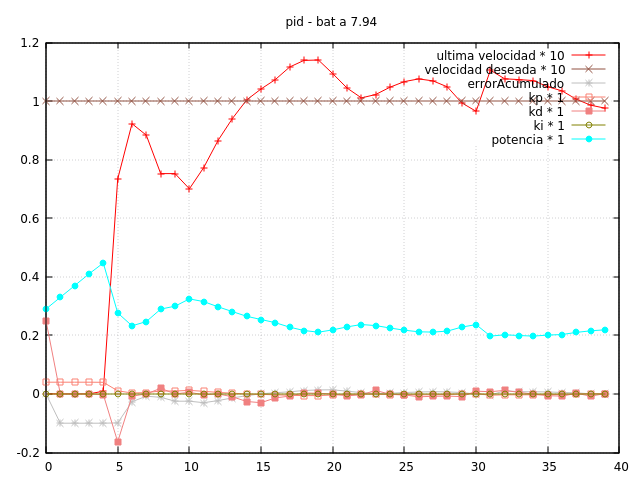 pid - bat a 7.94
1.2
1
0.8
0.6
0.4
0.2
0
-0.2
0 5 10 15 20 25 30 35 40
ultima velocidad * 10
velocidad deseada * 10
errorAcumulado
kp * 1
kd * 1
ki * 1
potencia * 1